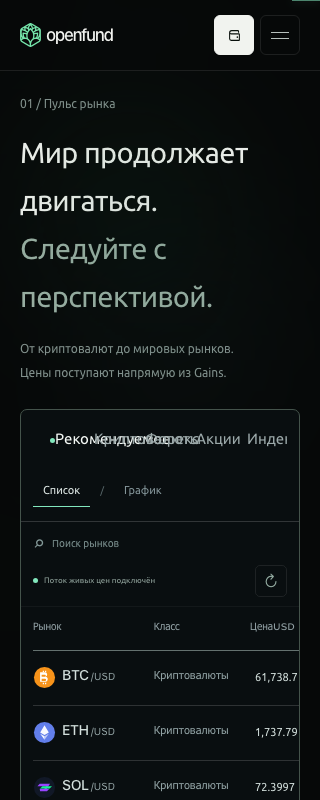 openfund
01 / Пульс рынка
Мир продолжает
двигаться.
Следуйте с
перспективой.
От криптовалют до мировых рынков.
Цены поступают напрямую из Gains.
Рекомендуемые Акции
Список / График
Поиск рынков
Поток живых цен подключён
Рынок Класс ЦенаUSD
BTC/USD Криптовалюты 61,738.7
ETH/USD Криптовалюты 1,737.79
SOL/USD Криптовалюты 72.3997